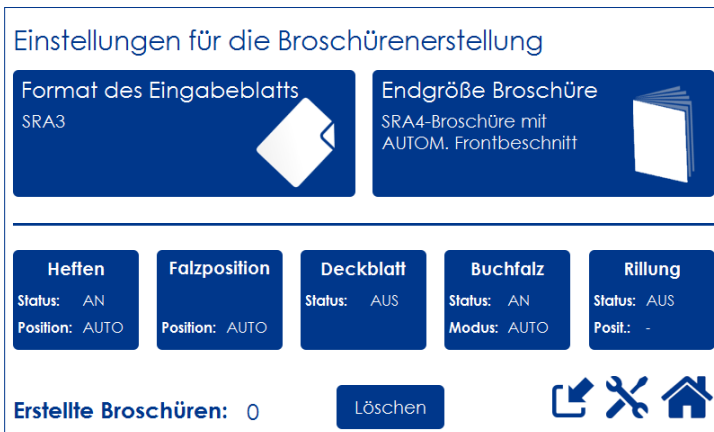 Einstellungen für die Broschürenerstellung
Format des Eingabeblatts
SRA3
Endgröße Broschüre
SRA4-Broschüre mit
AUTOM. Frontbeschnitt
Heften
Status: AN
Position: AUTO
Falzposition
Position: AUTO
Deckblatt
Status: AUS
Buchfalz
Status: AN
Modus: AUTO
Rillung
Status: AUS
Posit.: -
Erstellte Broschüren: 0
Löschen